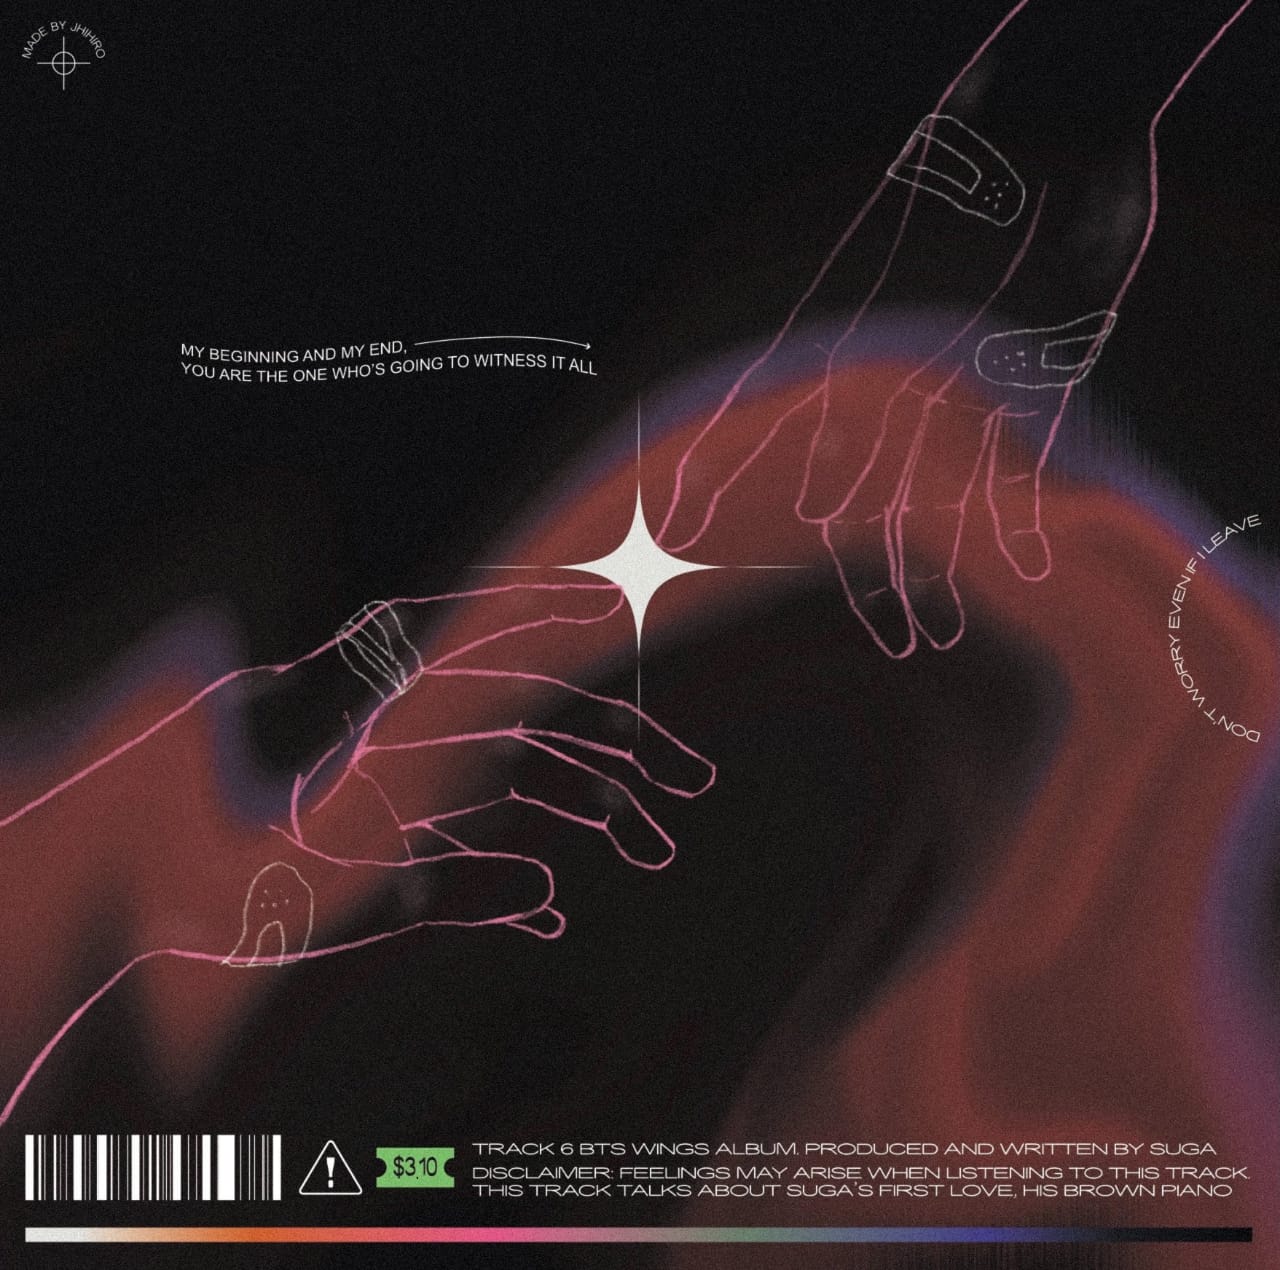 MADE BY JHIHIRO
MY BEGINNING AND MY END,
YOU ARE THE ONE WHO'S GOING TO WITNESS IT ALL
DON'T WORRY EVEN IF I LEAVE
$3.10
TRACK 6 BTS WINGS ALBUM. PRODUCED AND WRITTEN BY SUGA
DISCLAIMER: FEELINGS MAY ARISE WHEN LISTENING TO THIS TRACK.
THIS TRACK TALKS ABOUT SUGA'S FIRST LOVE, HIS BROWN PIANO